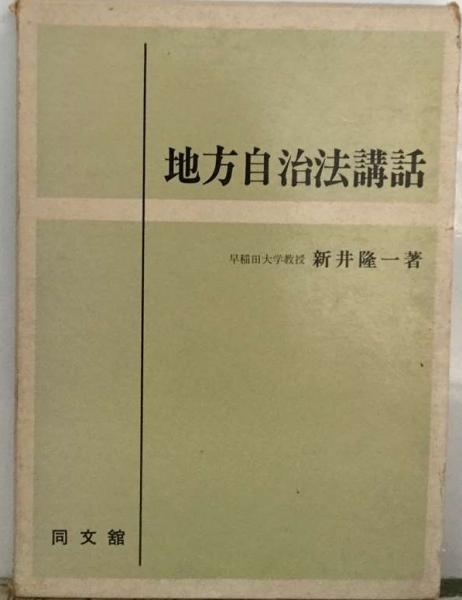 地方自治法講話
早稲田大学教授 新井隆一著
同文舘